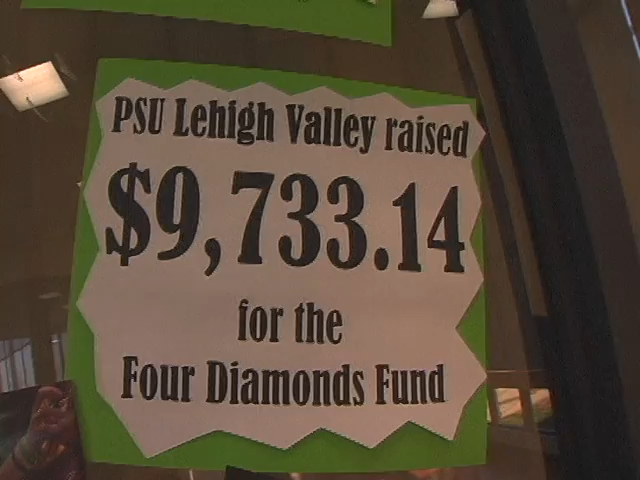 PSU Lehigh Valley raised
$9,733.14
for the
Four Diamonds Fund